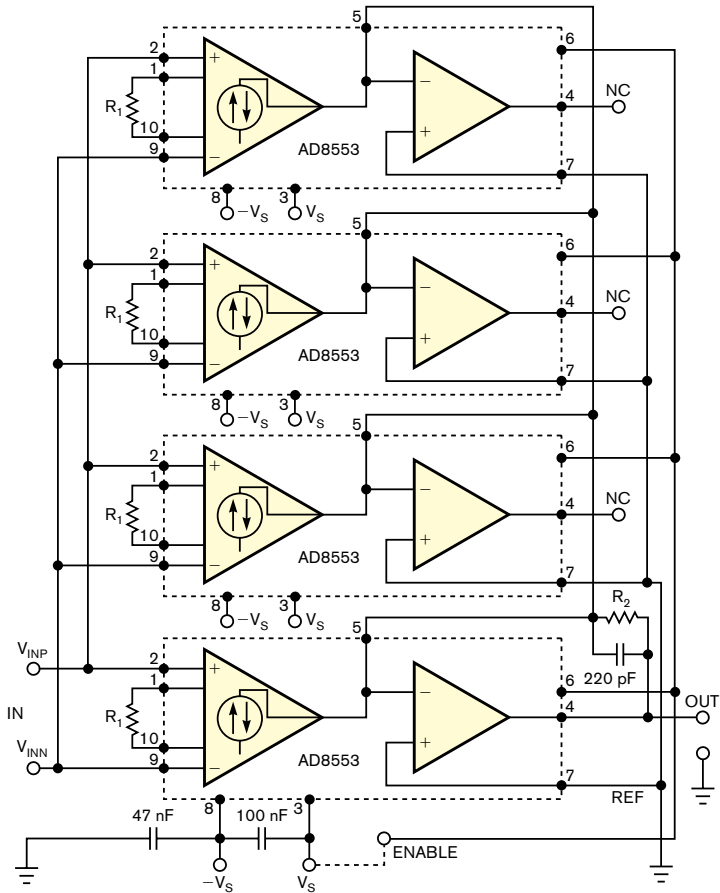 5
6
2
+
1
−
NC
R1
4
10
+
9
−
AD8553
7
8
−VS
3
VS
5
6
2
+
1
−
NC
R1
4
10
+
9
−
AD8553
7
8
−VS
3
VS
5
6
2
+
1
−
NC
R1
4
10
+
9
−
AD8553
7
8
−VS
3
VS
R2
5
VINP
2
+
220 pF
1
−
6
OUT
IN
R1
4
10
+
VINN
9
−
AD8553
7
REF
47 nF
8
100 nF
3
ENABLE
−VS
VS